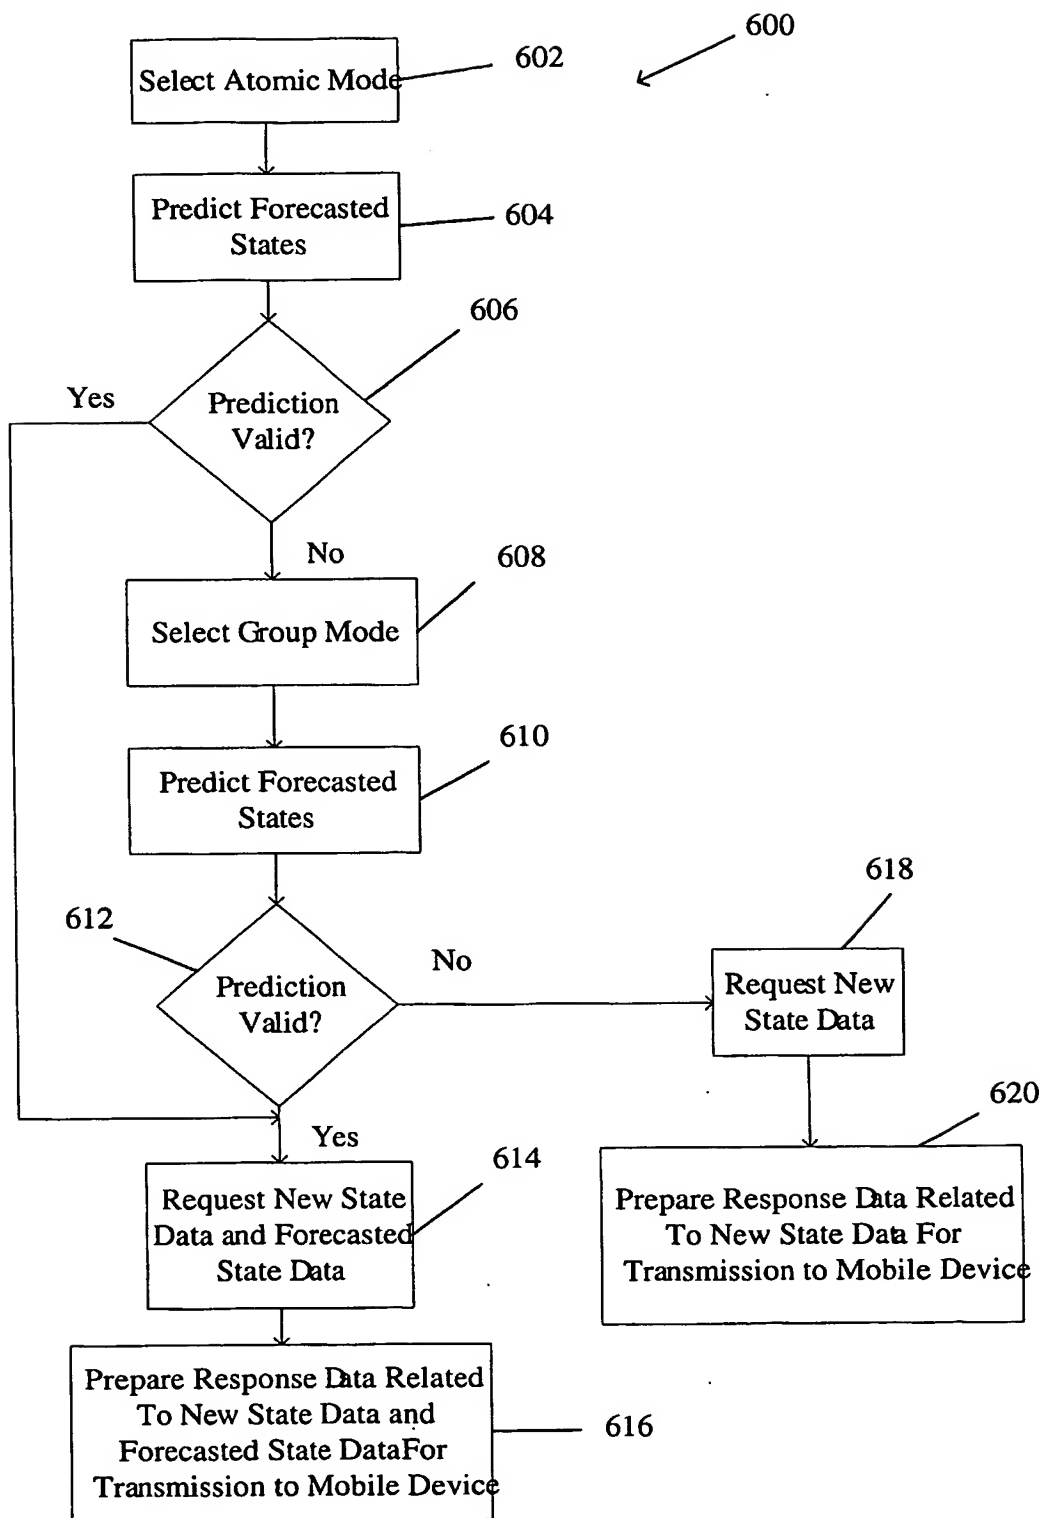 600
Select Atomic Mode
602
Predict Forecasted
States
604
606
Yes
Prediction
Valid?
No
608
Select Group Mode
610
Predict Forecasted
States
618
612
No
Prediction
Valid?
Request New
State Data
620
Yes
614
Request New State
Data and Forecasted
State Data
Prepare Response Data Related
To New State Data For
Transmission to Mobile Device
Prepare Response Data Related
To New State Data and
Forecasted State Data For
Transmission to Mobile Device
616